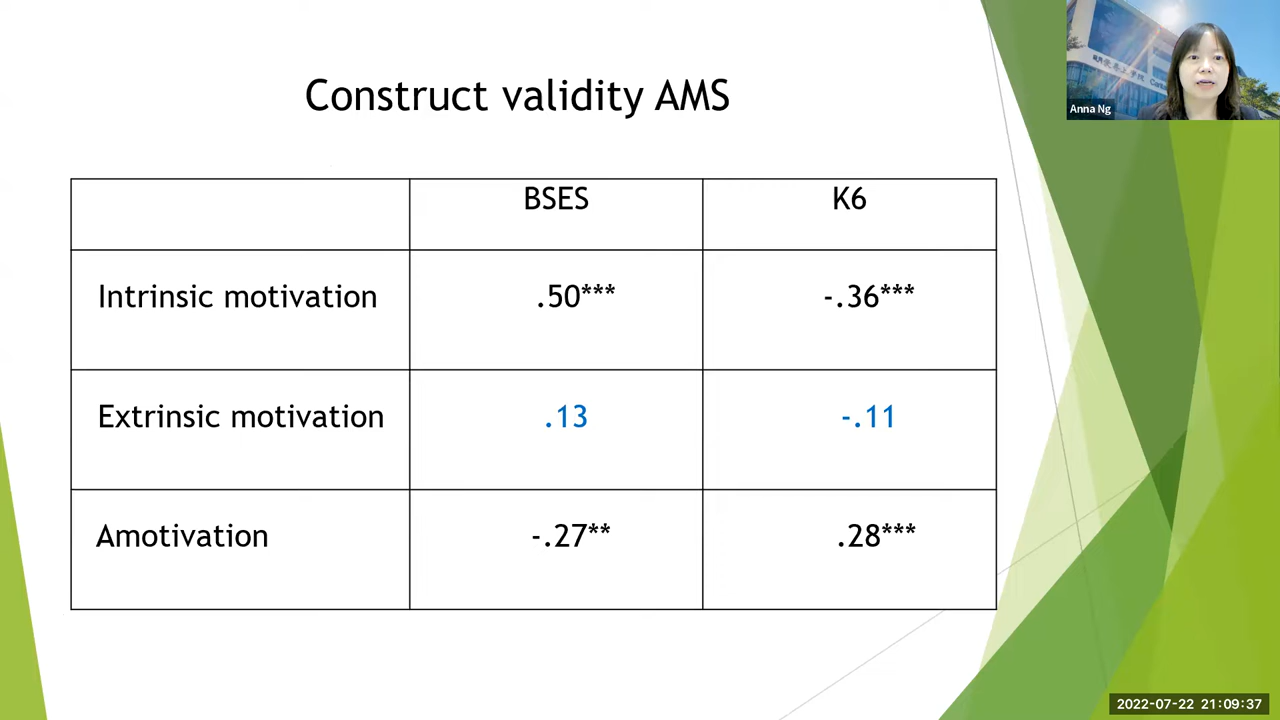 Construct validity AMS
BSES K6
Intrinsic motivation .50*** -.36***
Extrinsic motivation .13 -.11
Amotivation -.27** .28***
Anna Ng
2022-07-22 21:09:37